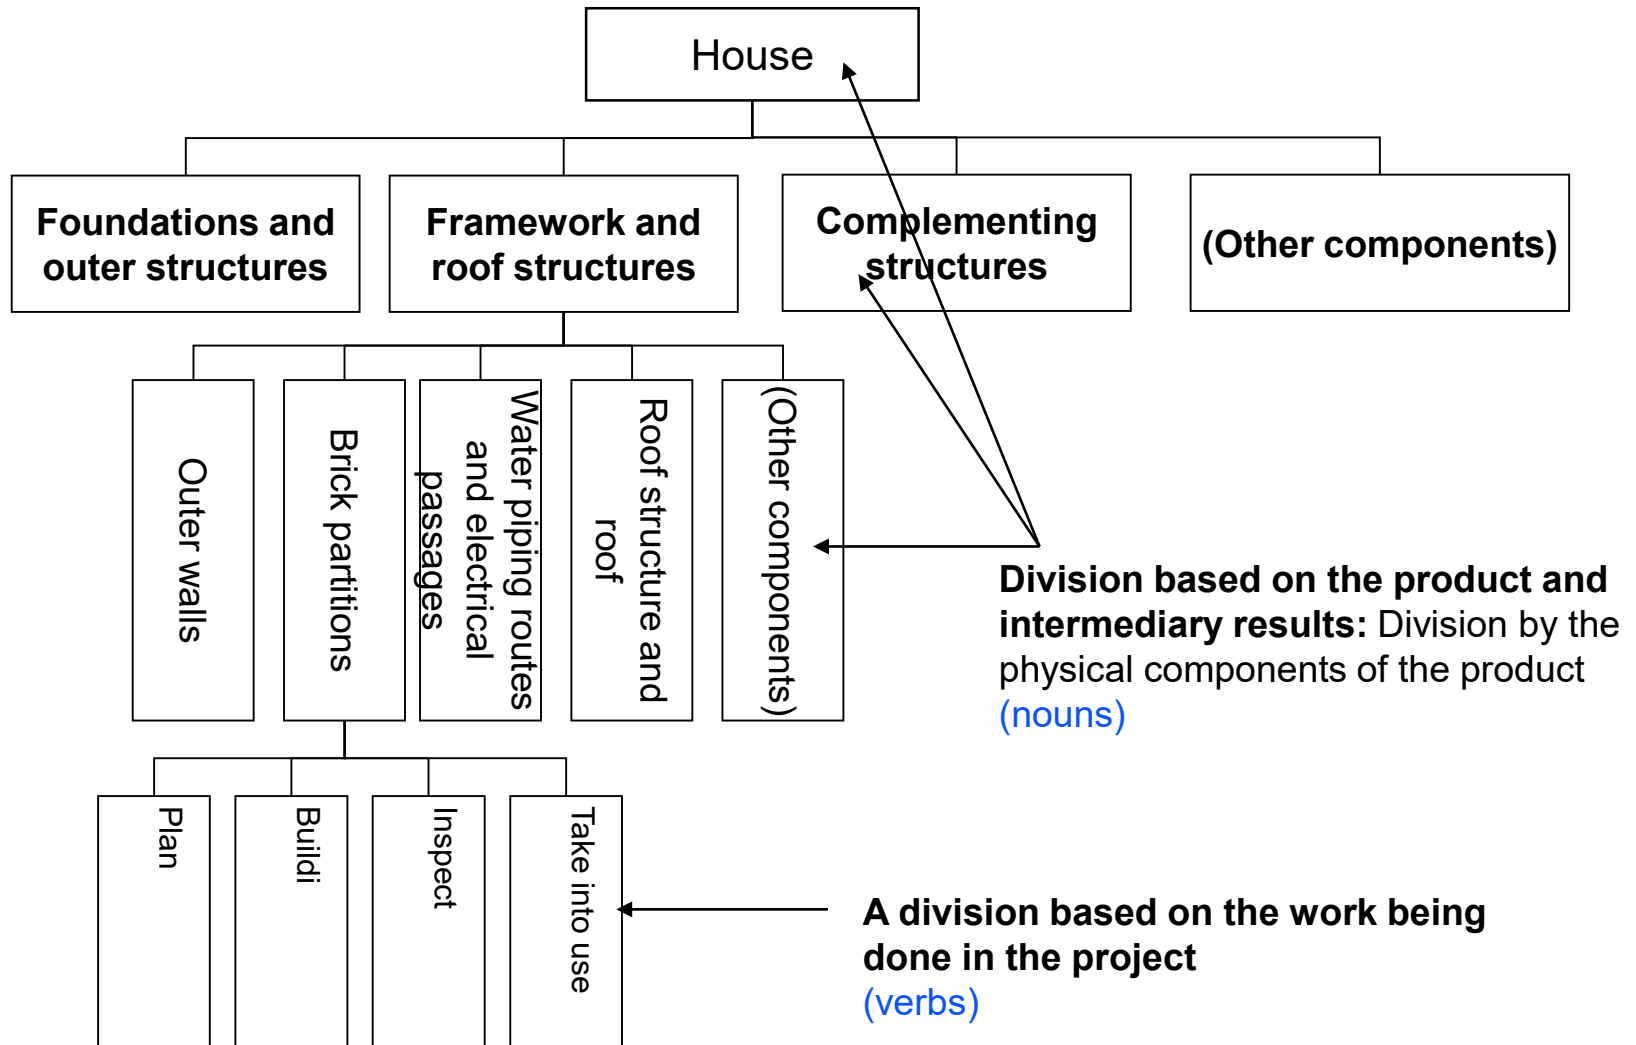 House
Foundations and
outer structures
Framework and
roof structures
Complementing
structures
(Other components)
Outer walls
Brick partitions
Water piping routes
and electrical
passages
Roof structure and
roof
(Other components)
Division based on the product and
intermediary results: Division by the
physical components of the product
(nouns)
Plan
Buildi
Inspect
Take into use
A division based on the work being
done in the project
(verbs)